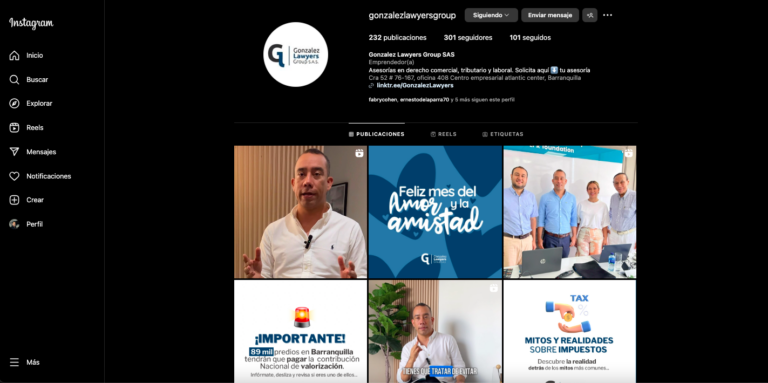 Instagram
Inicio
Buscar
Explorar
Reels
Mensajes
Notificaciones
Crear
Perfil
Más
gonzalezlawyersgroup
Siguiendo
Enviar mensaje
232 publicaciones 301 seguidores 101 seguidos
Gonzalez Lawyers Group SAS
Emprendedor(a)
Asesorías en derecho comercial, tributario y laboral. Solicita aquí ⬇️ tu asesoría
Cra 52 # 76-167, oficina 408 Centro empresarial atlantic center, Barranquilla
linktr.ee/GonzalezLawyers
fabrycohen, ernestodelaparra70 y 5 más siguen este perfil
Gonzalez
Lawyers
Group S.A.S.
PUBLICACIONES
REELS
ETIQUETAS
Feliz mes del
Amor y la
amistad
& foundation
¡IMPORTANTE!
89 mil predios en Barranquilla
tendrán que pagar la contribución
Nacional de valorización.
Infórmate, desliza y revisa si eres uno de ellos...
TIENES QUE TRATAR DE EVITAR
TAX
MITOS Y REALIDADES
SOBRE IMPUESTOS
Descubre la realidad
detrás de los mitos más comunes...